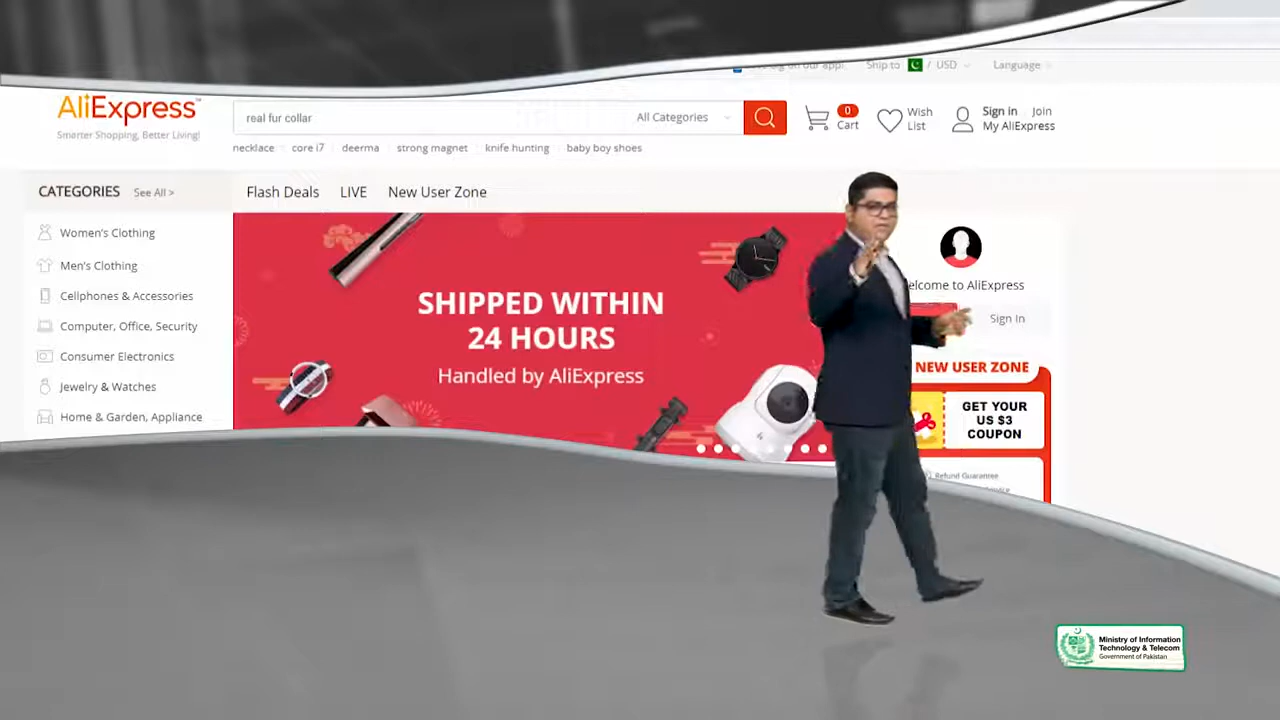 Ship to / USD
Language
AliExpress™
Smarter Shopping, Better Living!
real fur collar
All Categories
0
Cart
Wish
List
Sign in Join
My AliExpress
necklace core i7 deerma strong magnet knife hunting baby boy shoes
CATEGORIES See All >
Flash Deals LIVE New User Zone
Women's Clothing
Men's Clothing
Cellphones & Accessories
Computer, Office, Security
Consumer Electronics
Jewelry & Watches
Home & Garden, Appliance
SHIPPED WITHIN
24 HOURS
Handled by AliExpress
to AliExpress
Sign In
NEW USER ZONE
GET YOUR
US $3
COUPON
Refund Guarantee
Ministry of Information
Technology & Telecom
Government of Pakistan